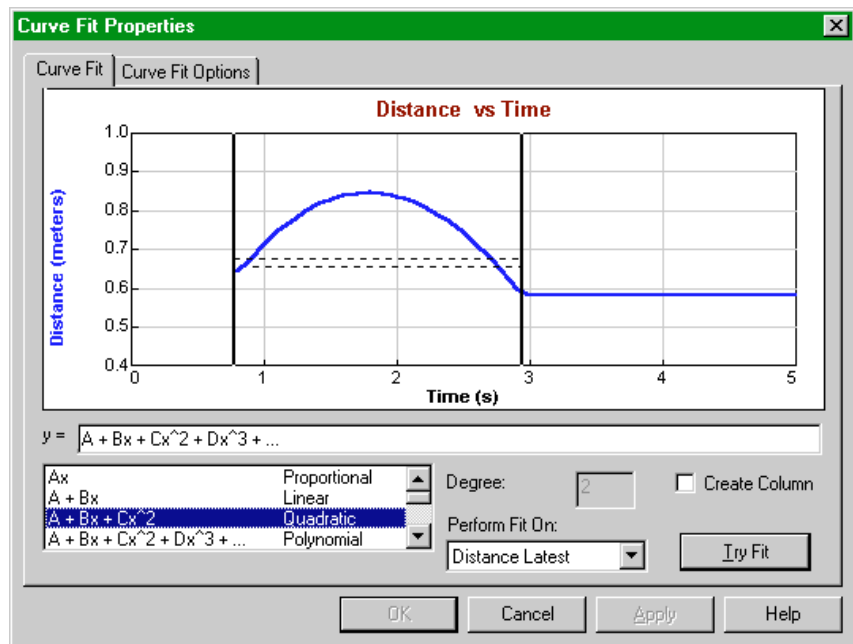 Curve Fit Properties
Curve Fit Curve Fit Options
Distance vs Time
Distance (meters)
1.0
0.9
0.8
0.7
0.6
0.5
0.4
0 1 2 3 4 5
Time (s)
y = A + Bx + Cx^2 + Dx^3 + ...
Ax Proportional
A + Bx Linear
A + Bx + Cx^2 Quadratic
A + Bx + Cx^2 + Dx^3 + ... Polynomial
Degree: 2
Create Column
Perform Fit On:
Distance Latest
Try Fit
OK Cancel Apply Help